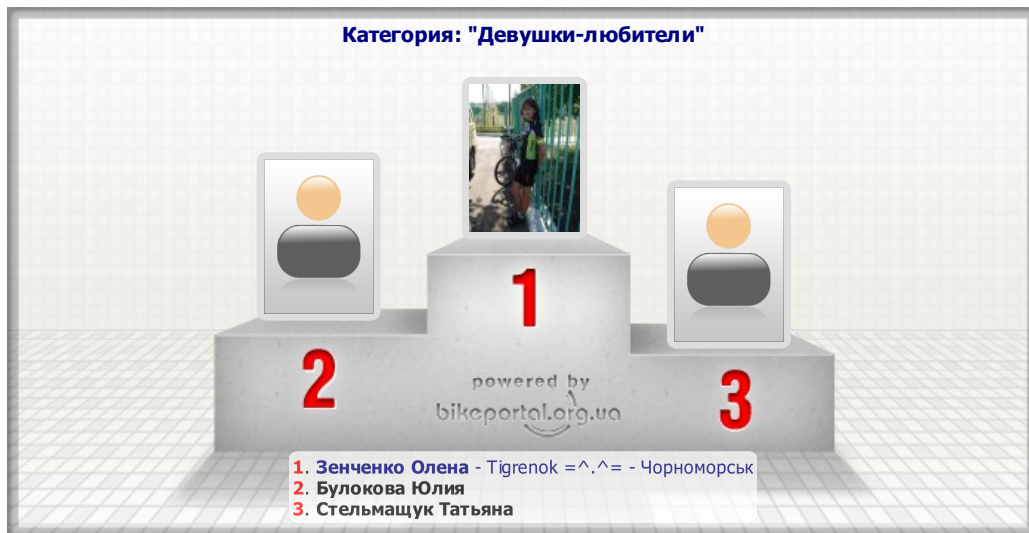 Категория: "Девушки-любители"
1
2
3
powered by
bikeportal.org.ua
1. Зенченко Олена - Tigrenok =^.^= - Чорноморськ
2. Булокова Юлия
3. Стельмащук Татьяна